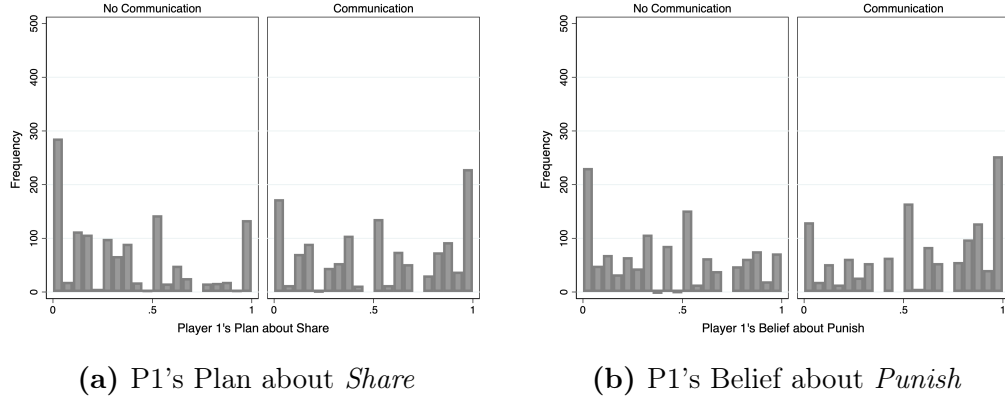 No Communication
Communication
Frequency
0
100
200
300
400
500
0 .5 1
0 .5 1
Player 1's Plan about Share
(a) P1's Plan about Share
No Communication
Communication
Frequency
0
100
200
300
400
500
0 .5 1
0 .5 1
Player 1's Belief about Punish
(b) P1's Belief about Punish